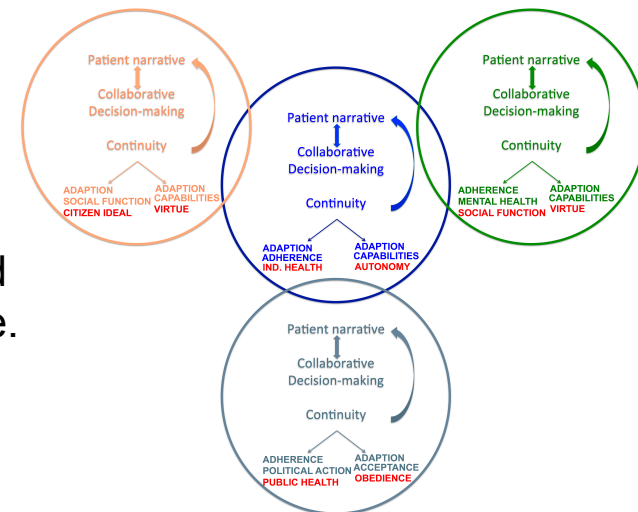 Patient narrative
Collaborative
Decision-making
Continuity
ADAPTION
SOCIAL FUNCTION
CITIZEN IDEAL
ADAPTION
CAPABILITIES
VIRTUE
Patient narrative
Collaborative
Decision-making
Continuity
ADAPTION
ADHERENCE
IND. HEALTH
ADAPTION
CAPABILITIES
AUTONOMY
Patient narrative
Collaborative
Decision-making
Continuity
ADHERENCE
MENTAL HEALTH
SOCIAL FUNCTION
ADAPTION
CAPABILITIES
VIRTUE
d
e.
Patient narrative
Collaborative
Decision-making
Continuity
ADHERENCE
POLITICAL ACTION
PUBLIC HEALTH
ADAPTION
ACCEPTANCE
OBEDIENCE